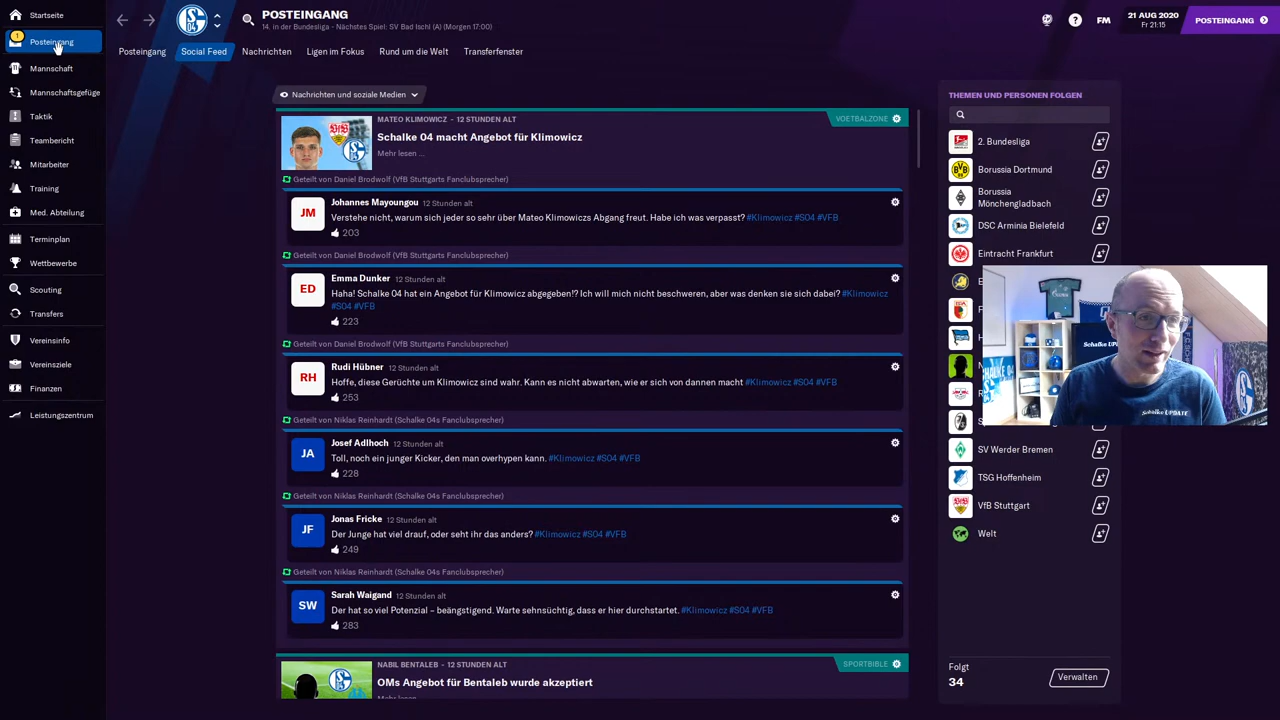 Startseite
1
Posteingang
Mannschaft
Mannschaftsgefüge
Taktik
Teambericht
Mitarbeiter
Training
Med. Abteilung
Terminplan
Wettbewerbe
Scouting
Transfers
Vereinsinfo
Vereinsziele
Finanzen
Leistungszentrum
POSTEINGANG
14. in der Bundesliga - Nächstes Spiel: SV Bad Ischl (A) (Morgen 17:00)
FM
21 AUG 2020
Fr 21:15
POSTEINGANG
Posteingang
Social Feed
Nachrichten
Ligen im Fokus
Rund um die Welt
Transferfenster
Nachrichten und soziale Medien
MATEO KLIMOWICZ - 12 STUNDEN ALT
VOETBALZONE
Schalke 04 macht Angebot für Klimowicz
Mehr lesen ...
Geteilt von Daniel Brodwolf (VfB Stuttgarts Fanclubsprecher)
JM
Johannes Mayoungou 12 Stunden alt
Verstehe nicht, warum sich jeder so sehr über Mateo Klimowiczs Abgang freut. Habe ich was verpasst? #Klimowicz #S04 #VFB
203
Geteilt von Daniel Brodwolf (VfB Stuttgarts Fanclubsprecher)
ED
Emma Dunker 12 Stunden alt
Haha! Schalke 04 hat ein Angebot für Klimowicz abgegeben!? Ich will mich nicht beschweren, aber was denken sie sich dabei? #Klimowicz
#S04 #VFB
223
Geteilt von Daniel Brodwolf (VfB Stuttgarts Fanclubsprecher)
RH
Rudi Hübner 12 Stunden alt
Hoffe, diese Gerüchte um Klimowicz sind wahr. Kann es nicht abwarten, wie er sich von dannen macht #Klimowicz #S04 #VFB
253
Geteilt von Niklas Reinhardt (Schalke 04s Fanclubsprecher)
JA
Josef Adlhoch 12 Stunden alt
Toll, noch ein junger Kicker, den man overhypen kann. #Klimowicz #S04 #VFB
228
Geteilt von Niklas Reinhardt (Schalke 04s Fanclubsprecher)
JF
Jonas Fricke 12 Stunden alt
Der Junge hat viel drauf, oder seht ihr das anders? #Klimowicz #S04 #VFB
249
Geteilt von Niklas Reinhardt (Schalke 04s Fanclubsprecher)
SW
Sarah Waigand 12 Stunden alt
Der hat so viel Potenzial – beängstigend. Warte sehnsüchtig, dass er hier durchstartet. #Klimowicz #S04 #VFB
283
NABIL BENTALEB - 12 STUNDEN ALT
SPORTBIBLE
OMs Angebot für Bentaleb wurde akzeptiert
Mehr lesen ...
THEMEN UND PERSONEN FOLGEN
2. Bundesliga
Borussia Dortmund
Borussia
Mönchengladbach
DSC Arminia Bielefeld
Eintracht Frankfurt
SV Werder Bremen
TSG Hoffenheim
VfB Stuttgart
Welt
Folgt
34
Verwalten
Schalke UPDATE